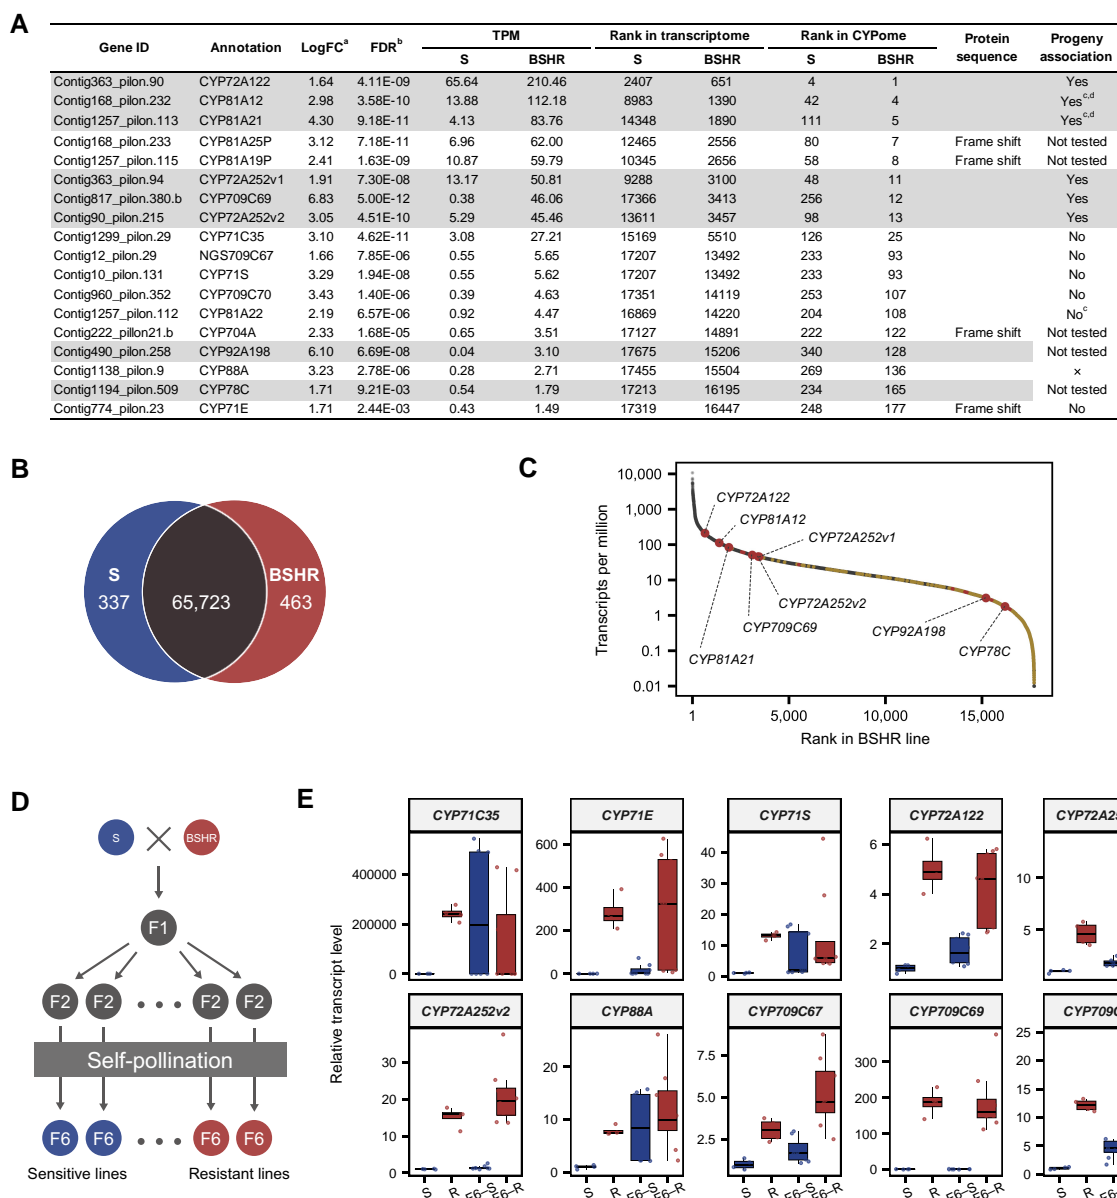 A
TPM Rank in transcriptome Rank in CYPome Protein sequence Progeny association
Gene ID Annotation LogFCa FDRb S BSHR S BSHR S BSHR
Contig363_pilon.90 CYP72A122 1.64 4.11E-09 65.64 210.46 2407 651 4 1 Yes
Contig168_pilon.232 CYP81A12 2.98 3.58E-10 13.88 112.18 8983 1390 42 4 Yesc,d
Contig1257_pilon.113 CYP81A21 4.30 9.18E-11 4.13 83.76 14348 1890 111 5 Yesc,d
Contig168_pilon.233 CYP81A25P 3.12 7.18E-11 6.96 62.00 12465 2556 80 7 Frame shift Not tested
Contig1257_pilon.115 CYP81A19P 2.41 1.63E-09 10.87 59.79 10345 2656 58 8 Frame shift Not tested
Contig363_pilon.94 CYP72A252v1 1.91 7.30E-08 13.17 50.81 9288 3100 48 11 Yes
Contig817_pilon.380.b CYP709C69 6.83 5.00E-12 0.38 46.06 17366 3413 256 12 Yes
Contig90_pilon.215 CYP72A252v2 3.05 4.51E-10 5.29 45.46 13611 3457 98 13 Yes
Contig1299_pilon.29 CYP71C35 3.10 4.62E-11 3.08 27.21 15169 5510 126 25 No
Contig12_pilon.29 NGS709C67 1.66 7.85E-06 0.55 5.65 17207 13492 233 93 No
Contig10_pilon.131 CYP71S 3.29 1.94E-08 0.55 5.62 17207 13492 233 93 No
Contig960_pilon.352 CYP709C70 3.43 1.40E-06 0.39 4.63 17351 14119 253 107 No
Contig1257_pilon.112 CYP81A22 2.19 6.57E-06 0.92 4.47 16869 14220 204 108 Noc
Contig222_pillon21.b CYP704A 2.33 1.68E-05 0.65 3.51 17127 14891 222 122 Frame shift Not tested
Contig490_pilon.258 CYP92A198 6.10 6.69E-08 0.04 3.10 17675 15206 340 128 Not tested
Contig1138_pilon.9 CYP88A 3.23 2.78E-06 0.28 2.71 17455 15504 269 136 ×
Contig1194_pilon.509 CYP78C 1.71 9.21E-03 0.54 1.79 17213 16195 234 165 Not tested
Contig774_pilon.23 CYP71E 1.71 2.44E-03 0.43 1.49 17319 16447 248 177 Frame shift No
B
S
337
65,723
BSHR
463
C
Transcripts per million
10,000
1,000
100
10
1
0.1
0.01
CYP72A122
CYP81A12
CYP72A252v1
CYP72A252v2
CYP709C69
CYP81A21
CYP92A198
CYP78C
1 5,000 10,000 15,000
Rank in BSHR line
D
S BSHR
F1
F2 F2 F2 F2
Self-pollination
F6 F6 F6 F6
Sensitive lines Resistant lines
E
Relative transcript level
CYP71C35 CYP71E CYP71S CYP72A122 CYP72A25
400000
200000
0
600
400
200
0
40
30
20
10
0
6
4
2
10
5
CYP72A252v2 CYP88A CYP709C67 CYP709C69 CYP709C
30
20
10
0
20
10
0
7.5
5.0
2.5
300
200
100
0
25
20
15
10
5
0
S R F6–S F6–R
S R F6–S F6–R
S R F6–S F6–R
S R F6–S F6–R
S R F6